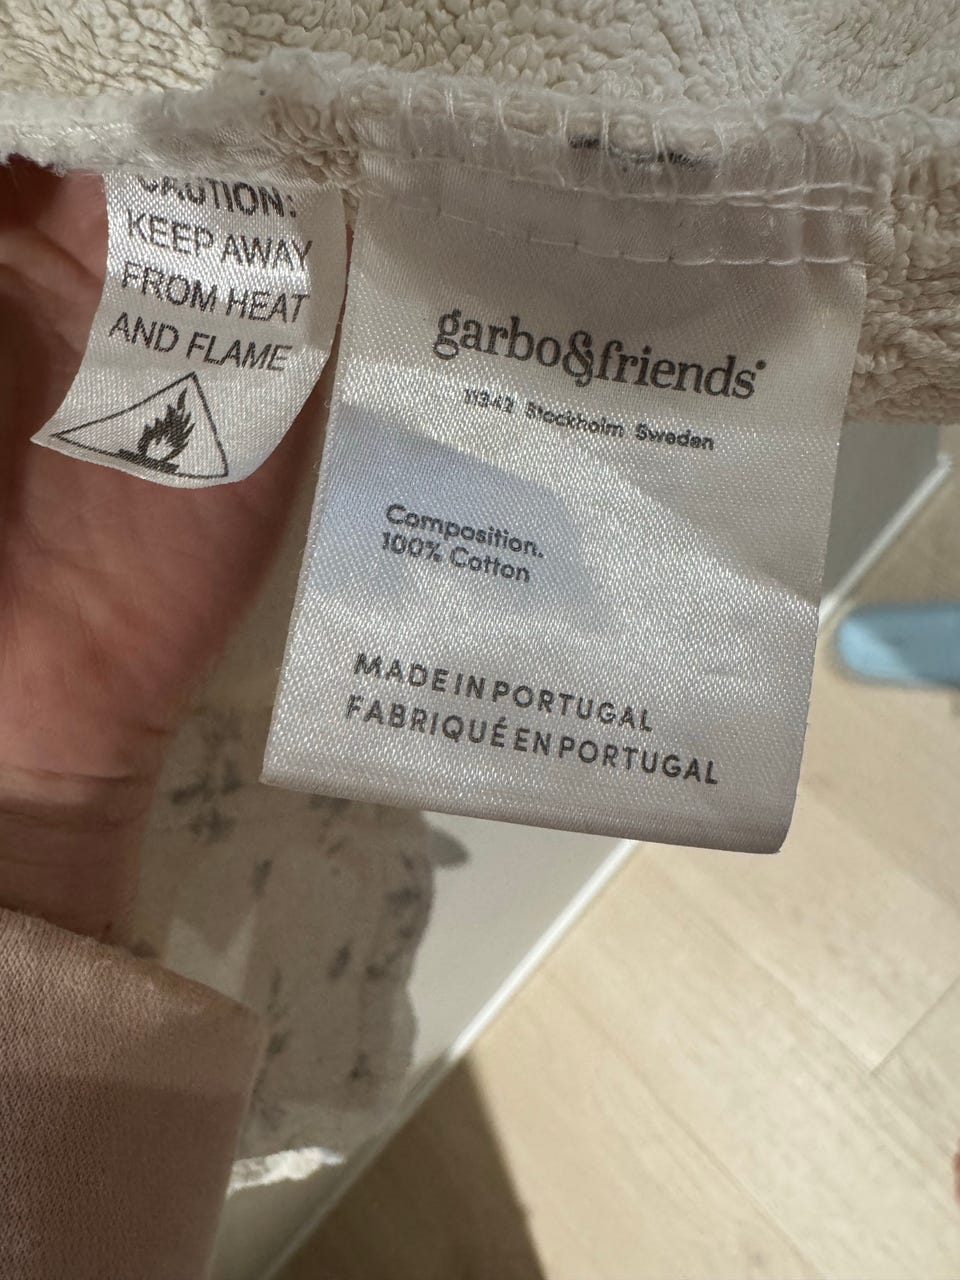 CAUTION:
KEEP AWAY
FROM HEAT
AND FLAME
garbo&friends
11342 Stockholm Sweden
Composition.
100% Cotton
MADE IN PORTUGAL
FABRIQUÉ EN PORTUGAL